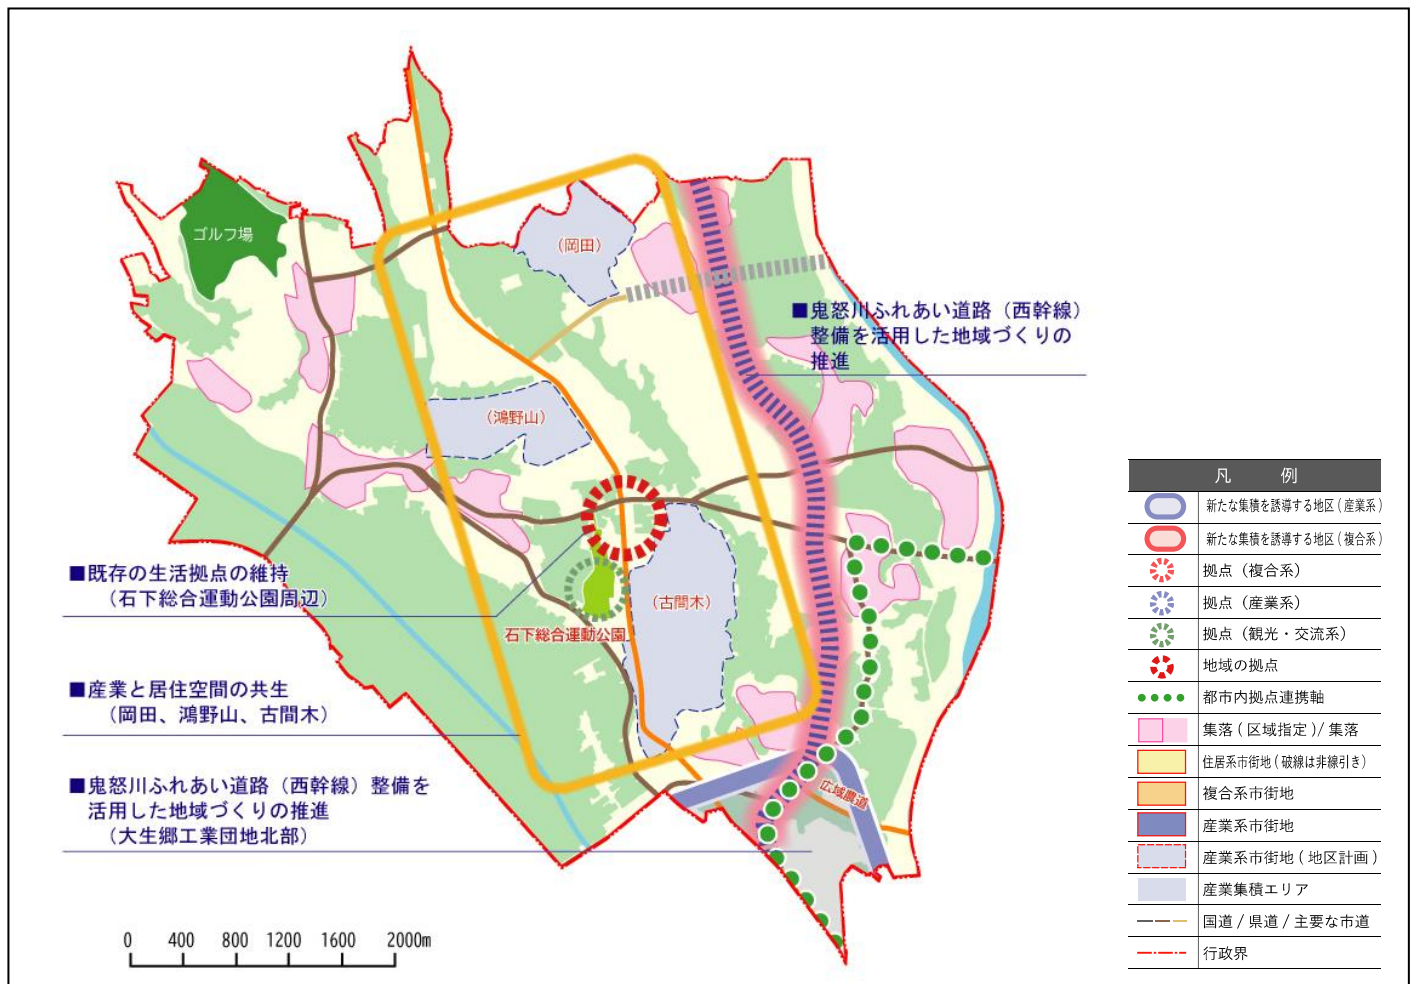 ゴルフ場
（岡田）
■鬼怒川ふれあい道路（西幹線）
整備を活用した地域づくりの
推進
（鴻野山）
■既存の生活拠点の維持
（石下総合運動公園周辺）
（古間木）
石下総合運動公園
■産業と居住空間の共生
（岡田、鴻野山、古間木）
■鬼怒川ふれあい道路（西幹線）整備を
活用した地域づくりの推進
（大生郷工業団地北部）
広域農道
0 400 800 1200 1600 2000m
凡 例
新たな集積を誘導する地区(産業系)
新たな集積を誘導する地区(複合系)
拠点（複合系）
拠点（産業系）
拠点（観光・交流系）
地域の拠点
都市内拠点連携軸
集落(区域指定)/集落
住居系市街地(破線は非線引き)
複合系市街地
産業系市街地
産業系市街地(地区計画)
産業集積エリア
国道/県道/主要な市道
行政界